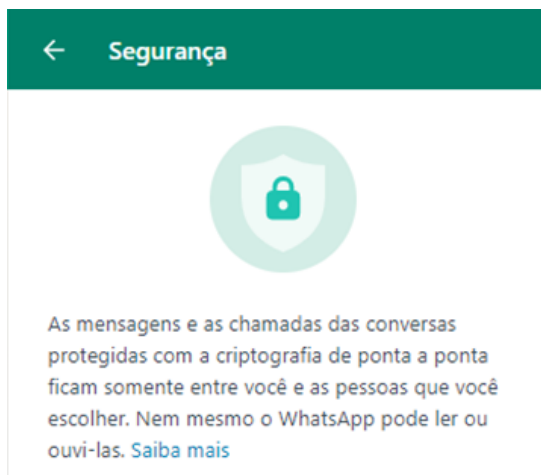 Segurança
As mensagens e as chamadas das conversas
protegidas com a criptografia de ponta a ponta
ficam somente entre você e as pessoas que você
escolher. Nem mesmo o WhatsApp pode ler ou
ouvi-las. Saiba mais